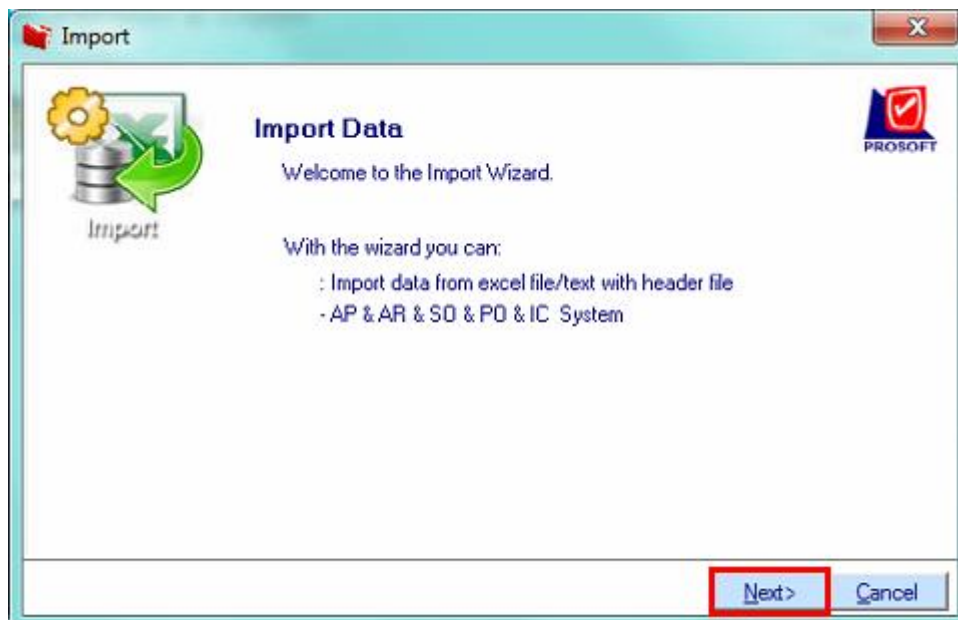 Import
Import Data
PROSOFT
Welcome to the Import Wizard.
Import
With the wizard you can:
: Import data from excel file/text with header file
- AP & AR & SO & PO & IC System
Next>
Cancel